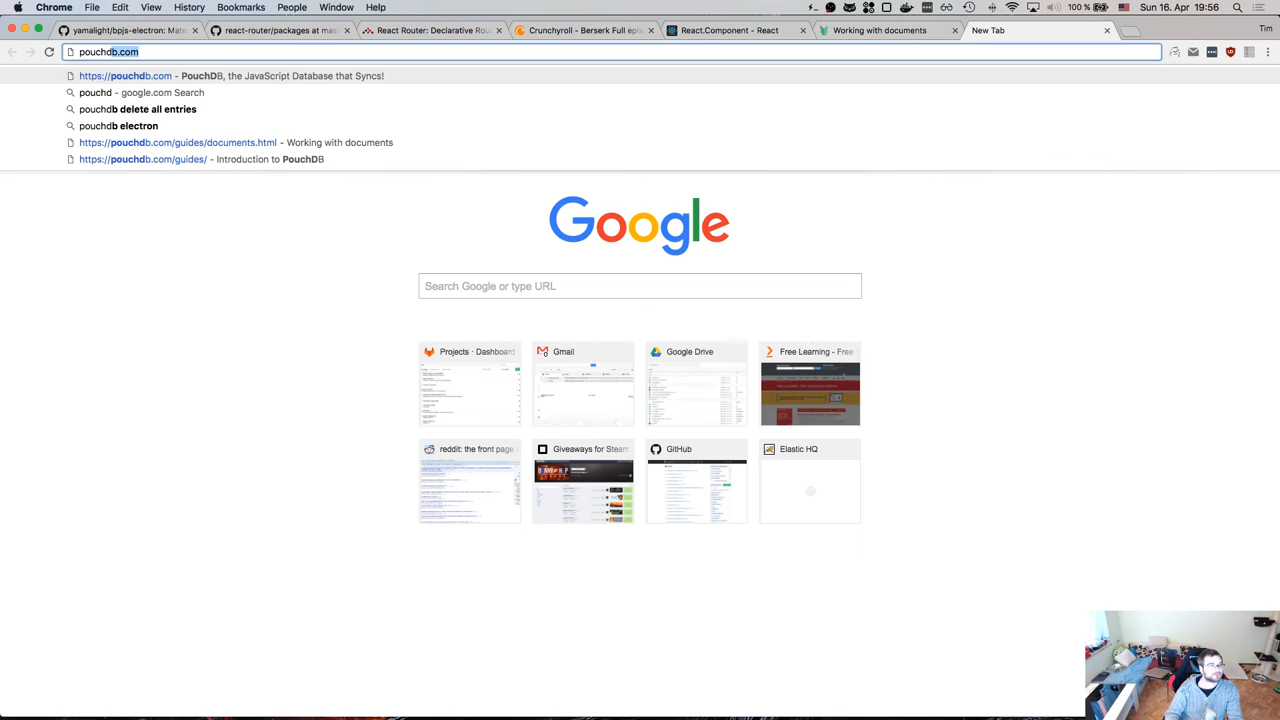 Chrome File Edit View History Bookmarks People Window Help 100 % Sun 16. Apr 19:56
yamalight/bpjs-electron: Mate
react-router/packages at mas
React Router: Declarative Rou
Crunchyroll - Berserk Full epis
React.Component - React
Working with documents
New Tab
Tim
pouchdb.com
https://pouchdb.com - PouchDB, the JavaScript Database that Syncs!
pouchd - google.com Search
pouchdb delete all entries
pouchdb electron
https://pouchdb.com/guides/documents.html - Working with documents
https://pouchdb.com/guides/ - Introduction to PouchDB
Google
Search Google or type URL
Projects · Dashboard
Gmail
Google Drive
Free Learning - Free
reddit: the front page
Giveaways for Steam
GitHub
Elastic HQ